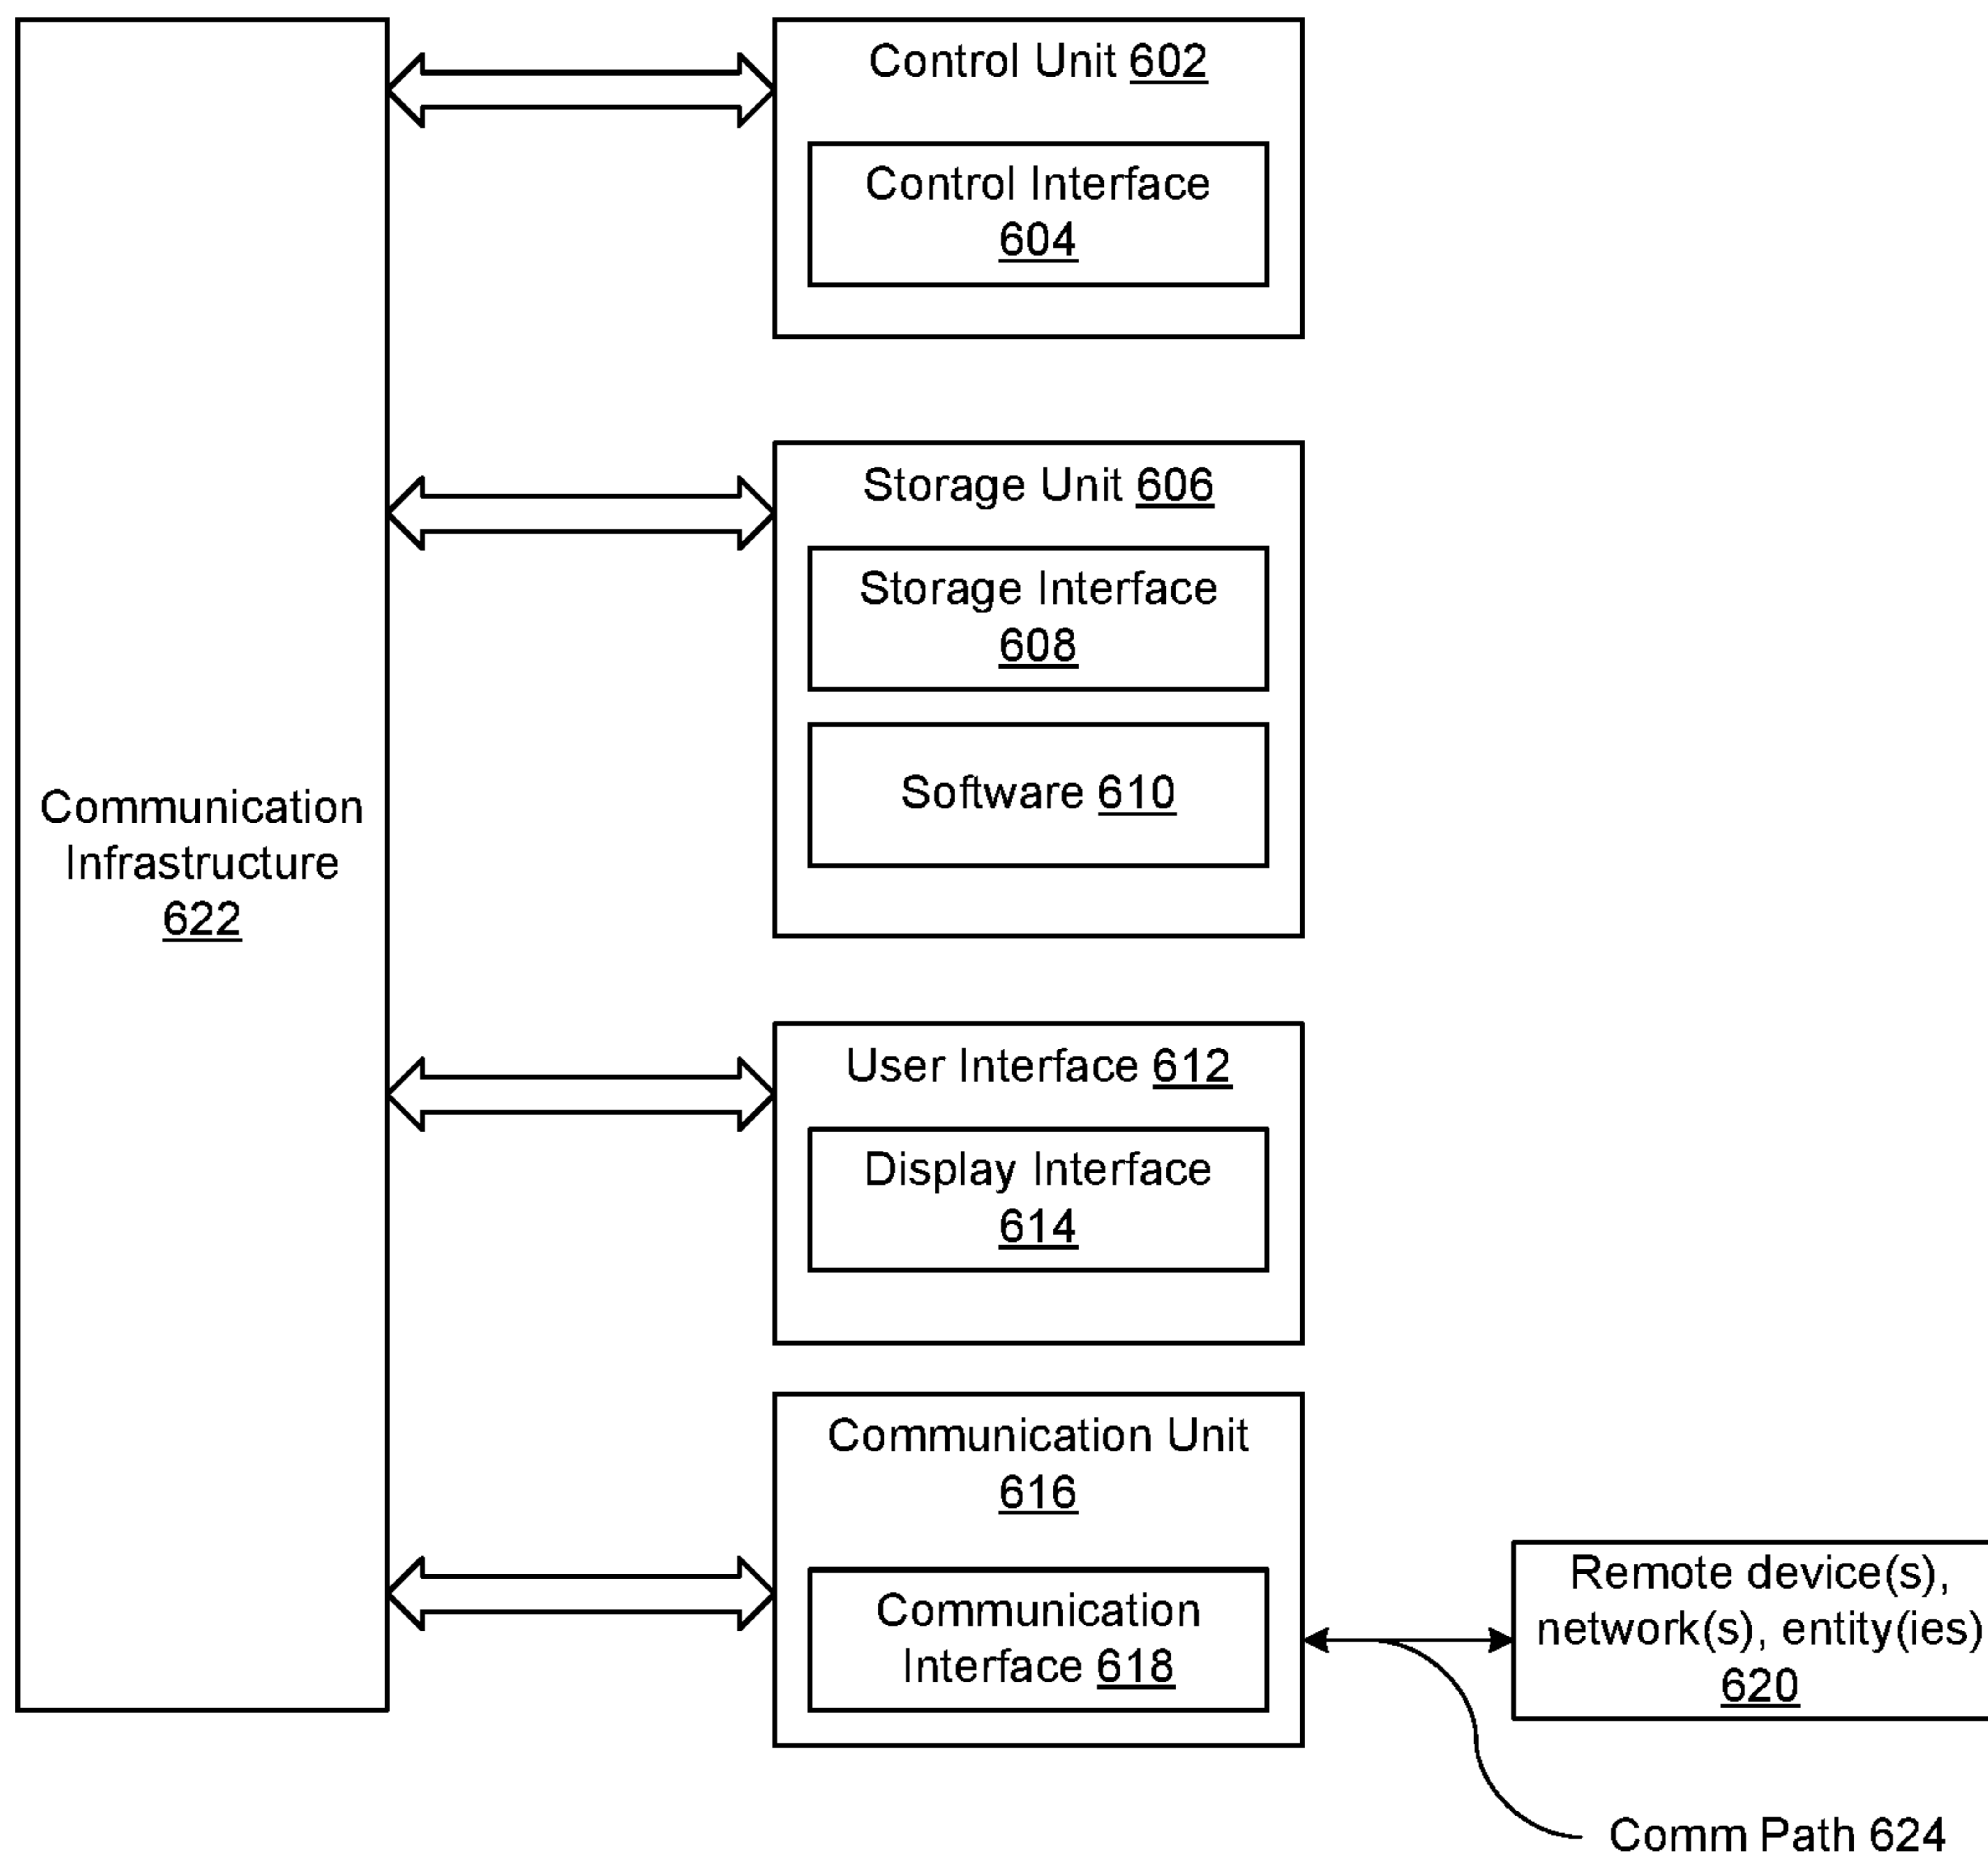 Control Unit 602
Control Interface
604
Storage Unit 606
Storage Interface
608
Software 610
Communication
Infrastructure
622
User Interface 612
Display Interface
614
Communication Unit
616
Communication
Interface 618
Remote device(s),
network(s), entity(ies)
620
Comm Path 624